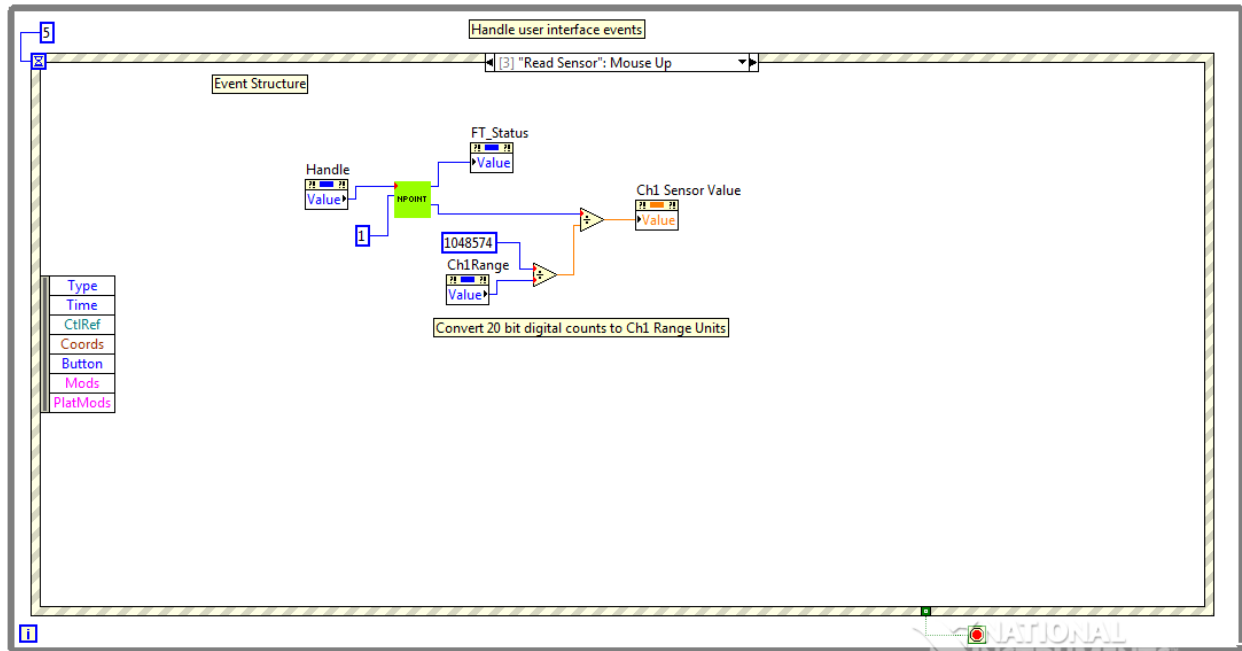 5
Handle user interface events
[3] "Read Sensor": Mouse Up
Event Structure
FT_Status
Value
Handle
Value
NPOINT
1
Ch1 Sensor Value
Value
1048574
Ch1Range
Value
Convert 20 bit digital counts to Ch1 Range Units
Type
Time
CtlRef
Coords
Button
Mods
PlatMods
i
NATIONAL
INSTRUMENTS